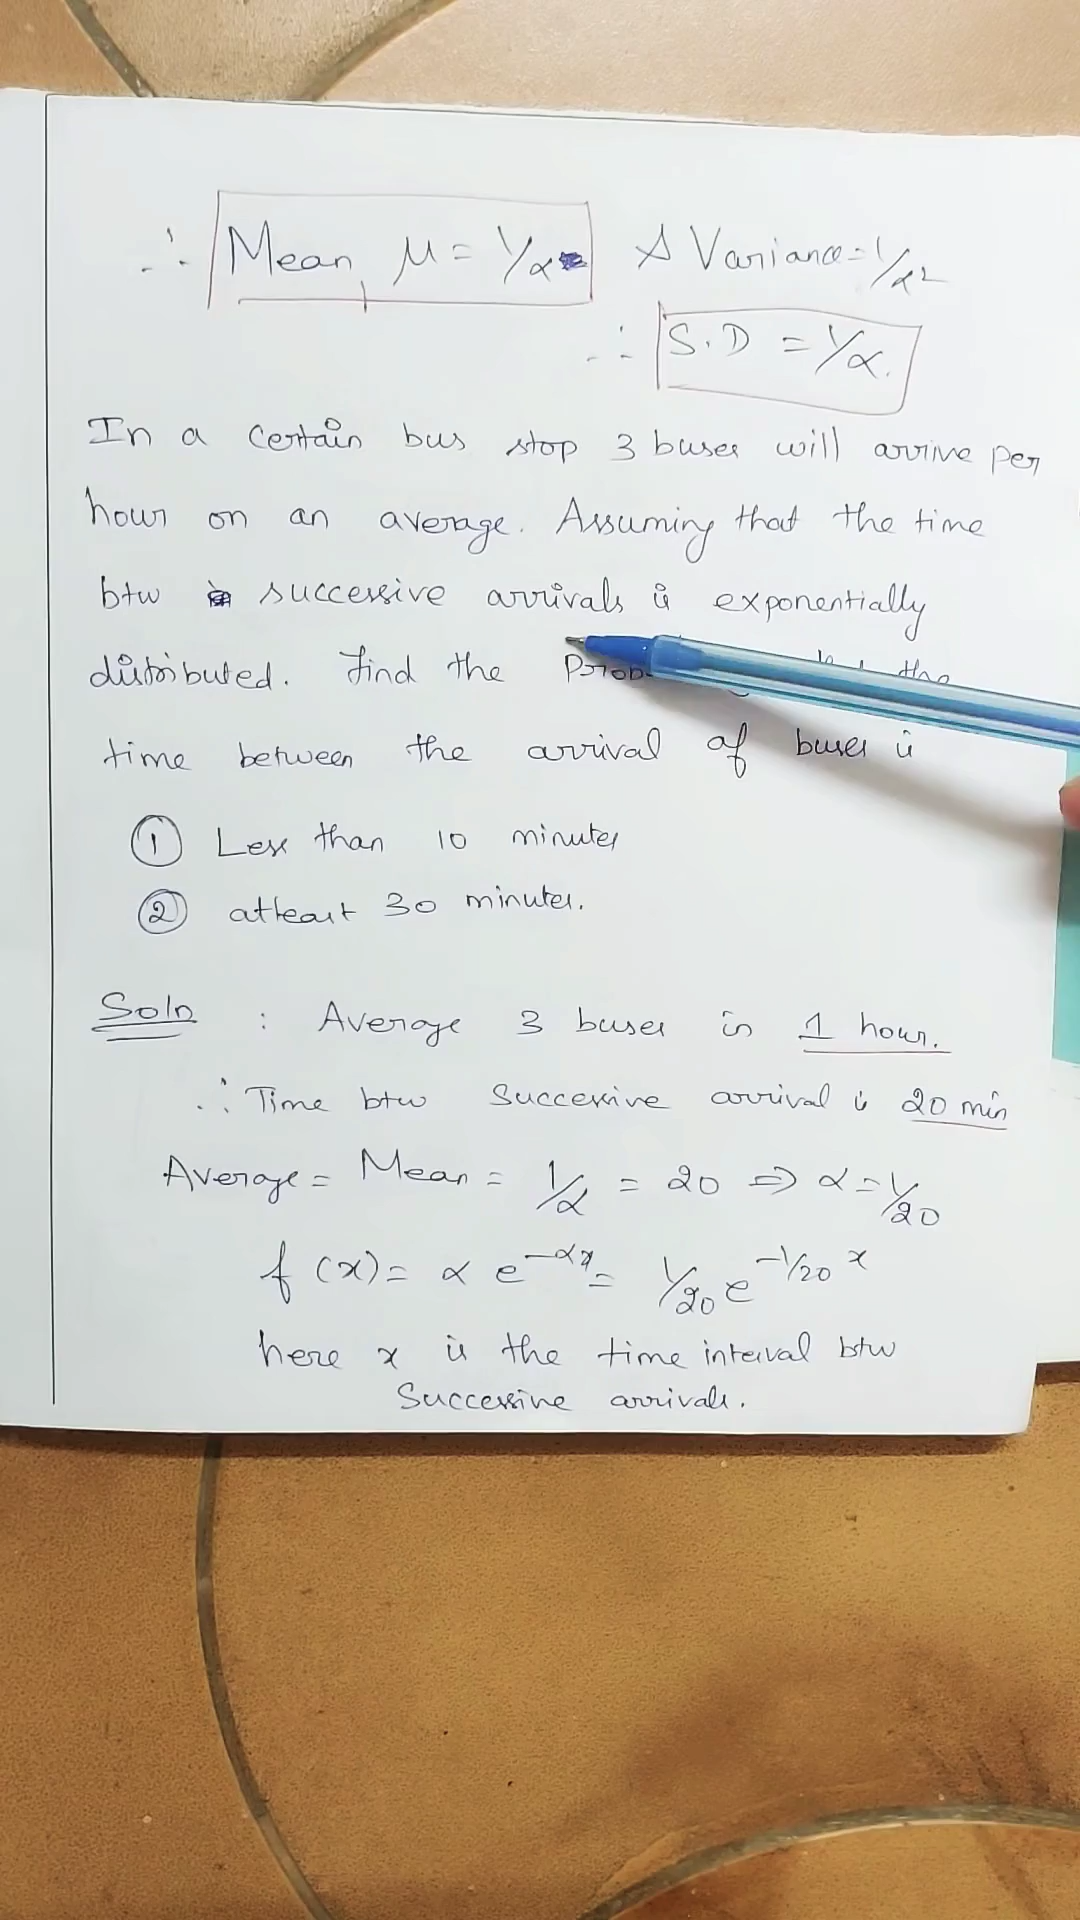 ∴ Mean, μ = 1/α & Variance = 1/α²
∴ S.D = 1/α.
In a certain bus stop 3 buses will arrive per
hour on an average. Assuming that the time
btw successive arrivals is exponentially
distributed. Find the the
time between the arrival of buses is
① Less than 10 minutes
② atleast 30 minutes.
Soln : Average 3 buses in 1 hour.
∴ Time btw Successive arrival is 20 min
Average = Mean = 1/α = 20 ⇒ α = 1/20
f(x) = α e^-αx = 1/20 e^-1/20 x
here x is the time interval btw
Successive arrivals.